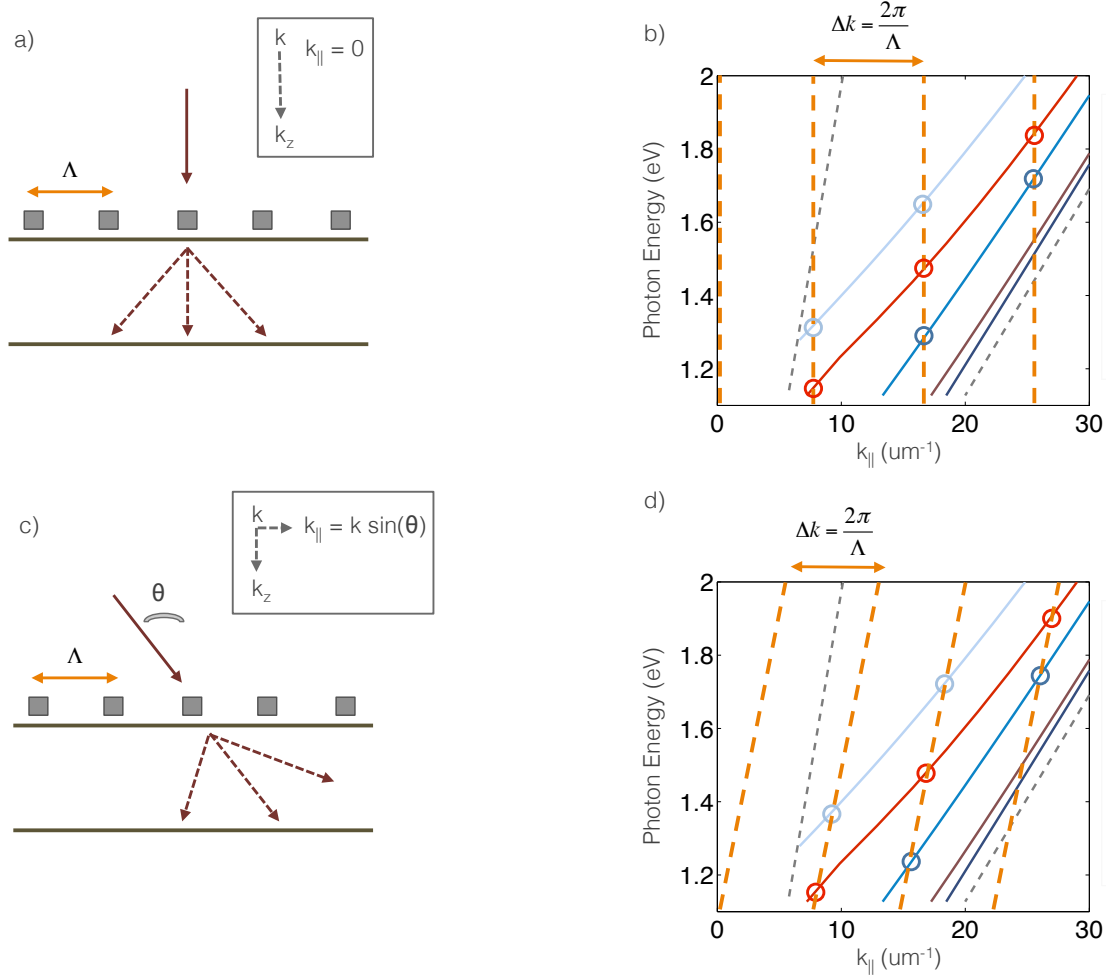 a)
k
k|| = 0
kz
Λ
b)
Δk = 2π/Λ
2
1.8
1.6
1.4
1.2
Photon Energy (eV)
0 10 20 30
k|| (um-1)
c)
k
k|| = k sin(θ)
kz
θ
Λ
d)
Δk = 2π/Λ
2
1.8
1.6
1.4
1.2
Photon Energy (eV)
0 10 20 30
k|| (um-1)